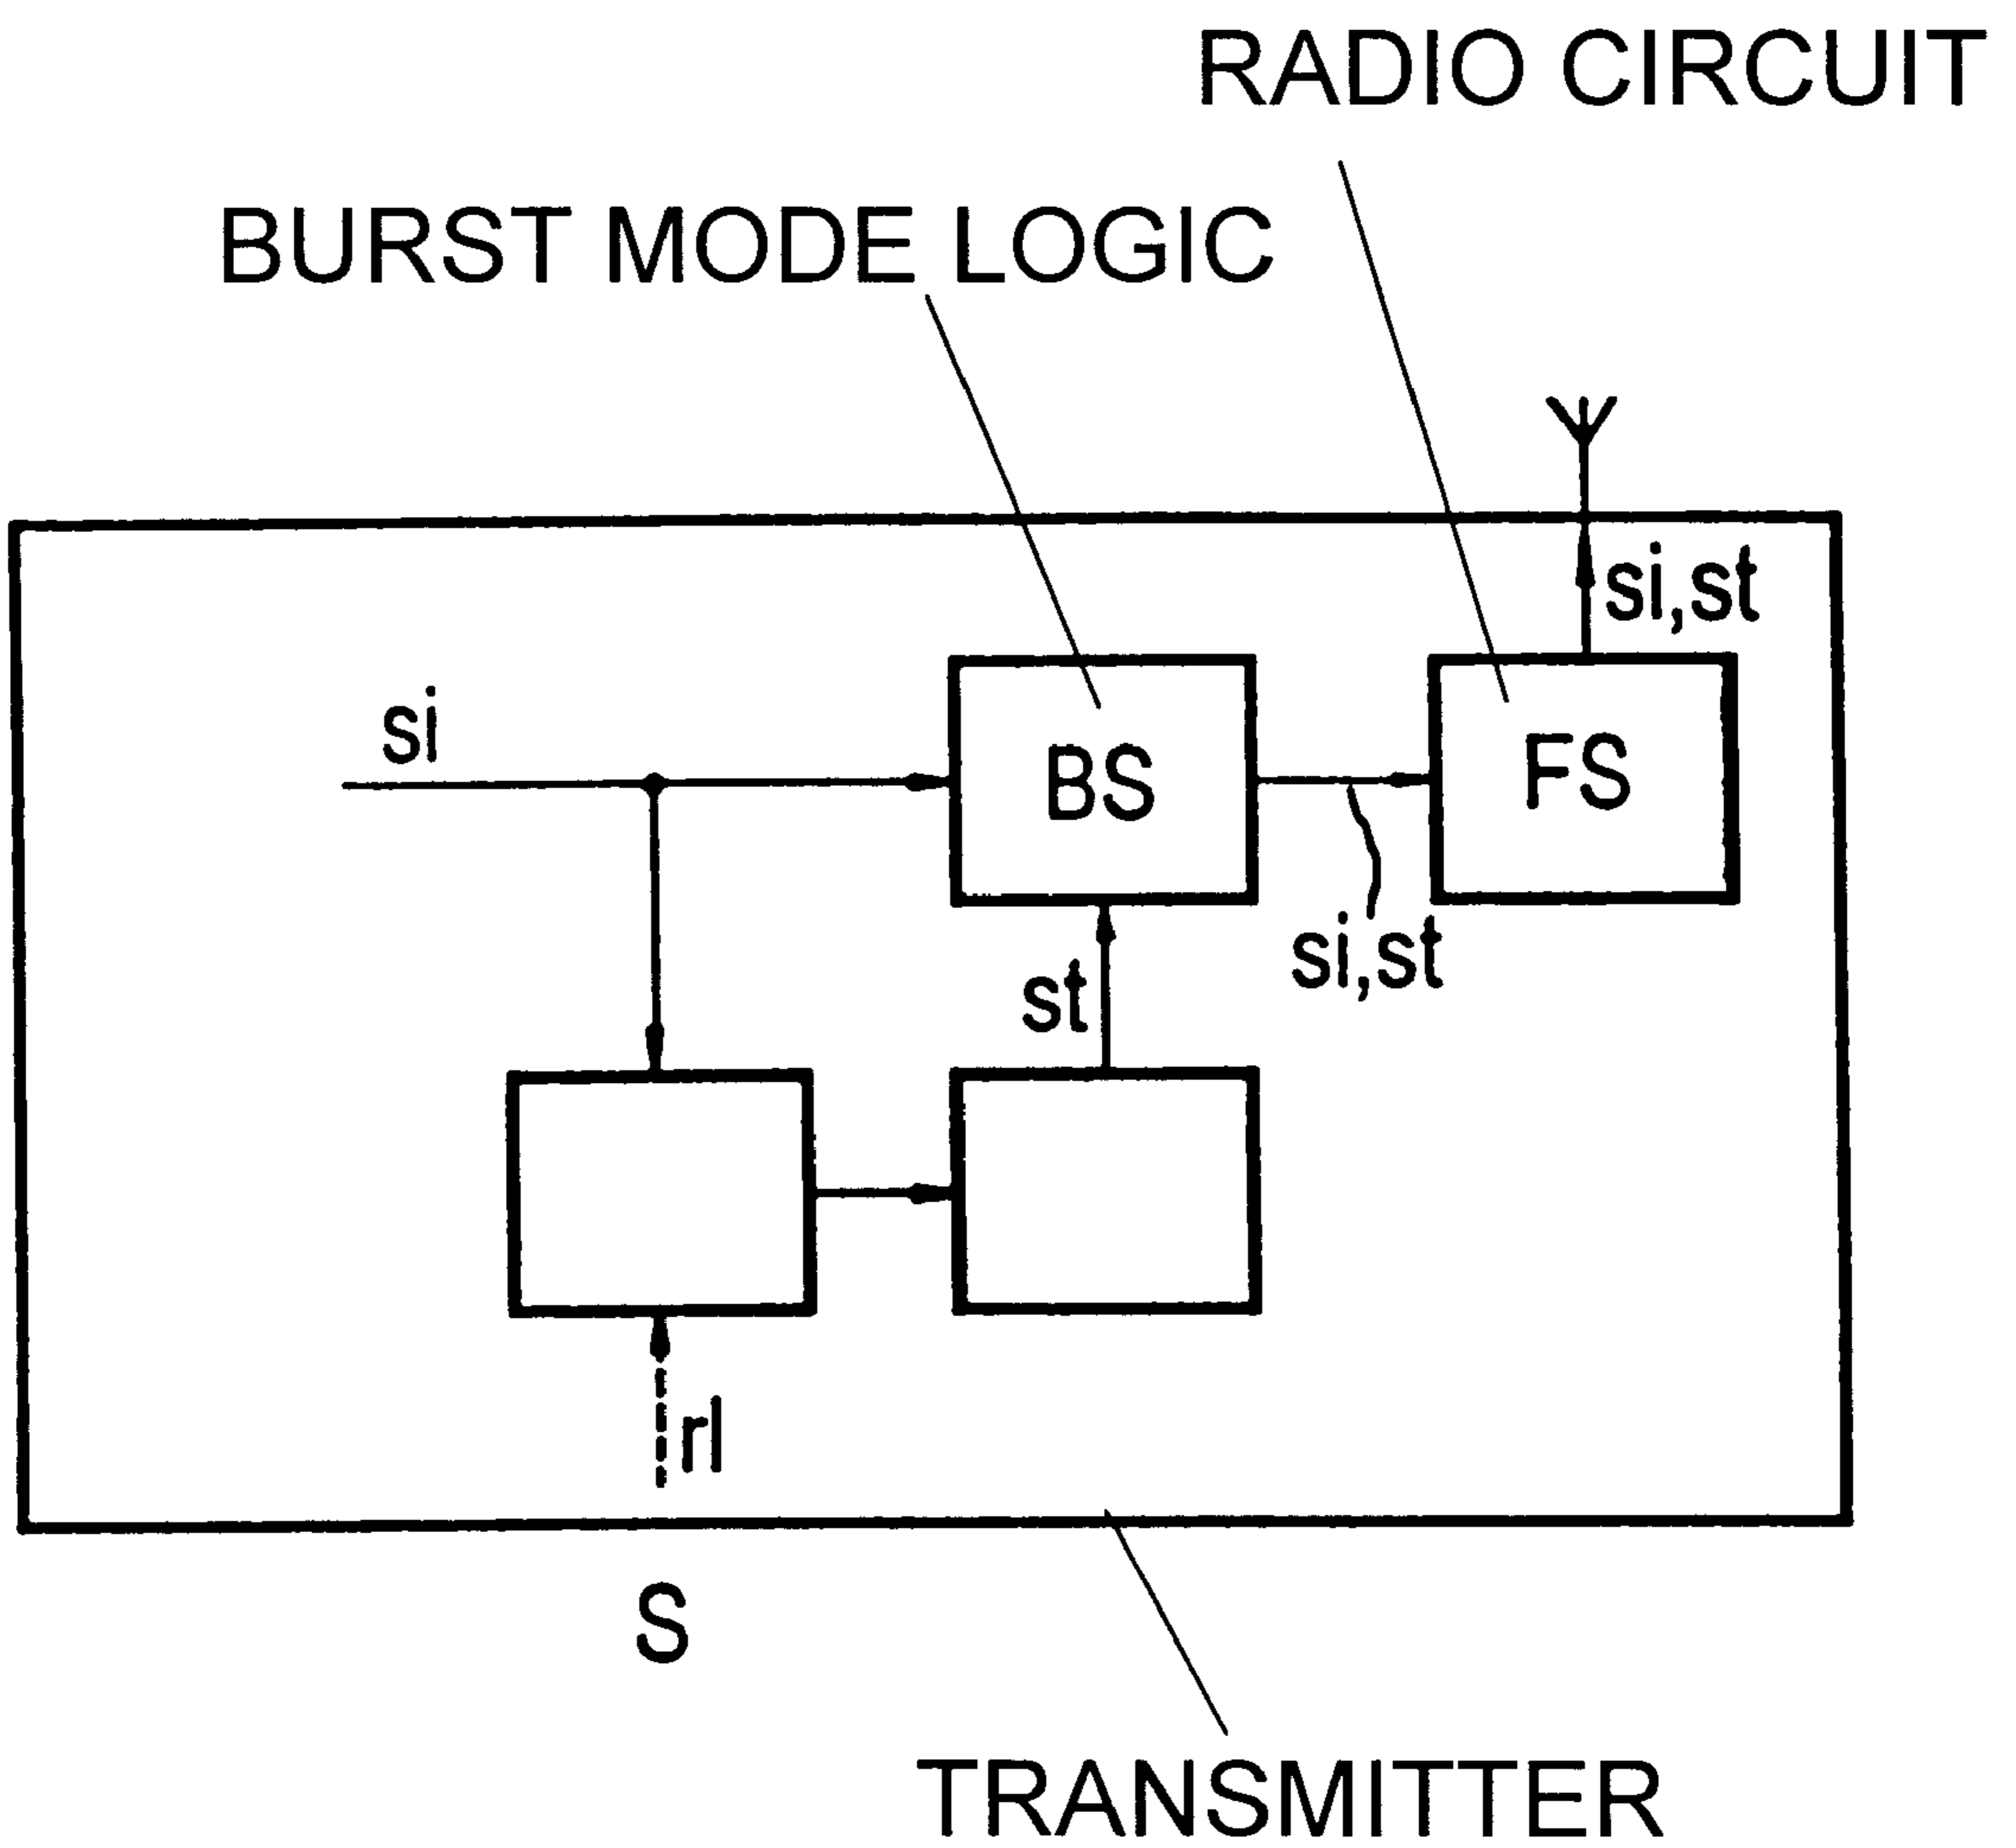 RADIO CIRCUIT
BURST MODE LOGIC
si,st
si
BS
FS
si,st
st
rl
S
TRANSMITTER